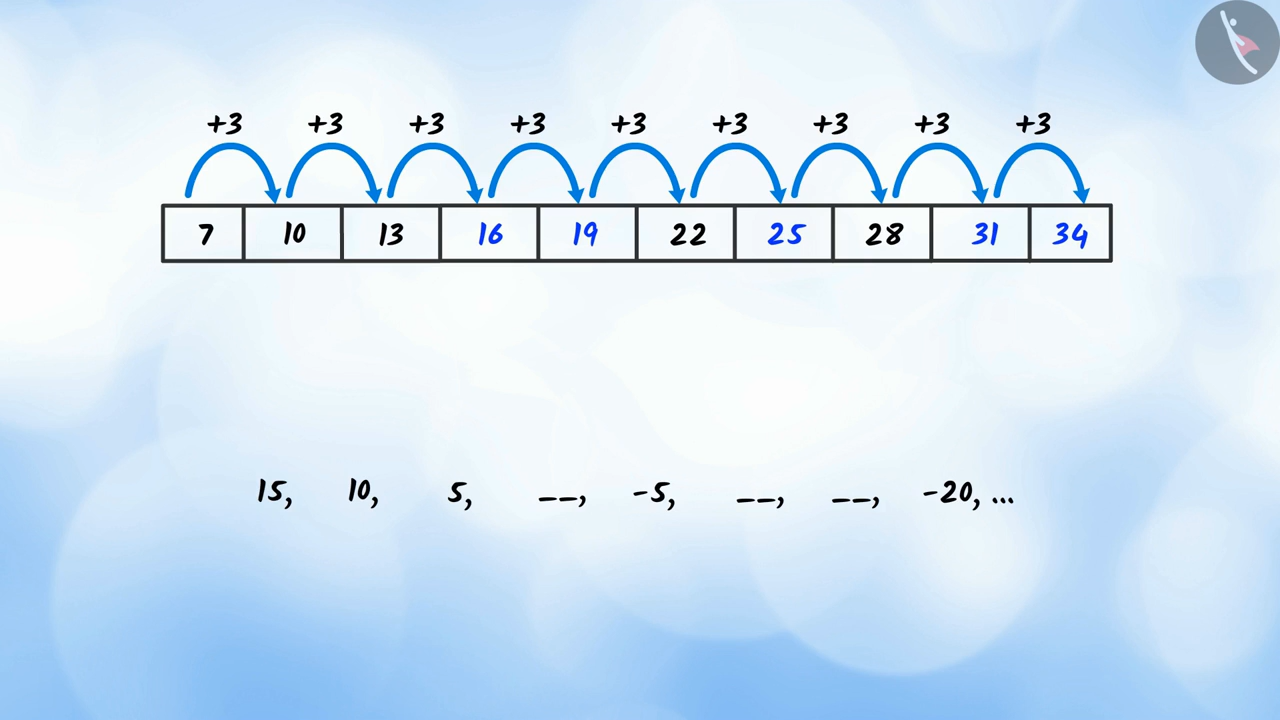 +3 +3 +3 +3 +3 +3 +3 +3 +3
7 10 13 16 19 22 25 28 31 34
15, 10, 5, __, -5, __, __, -20, ...